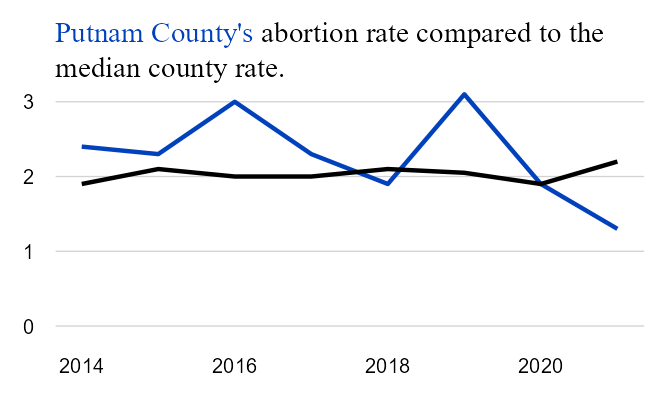 Putnam County's abortion rate compared to the
median county rate.
3
2
1
0
2014 2016 2018 2020